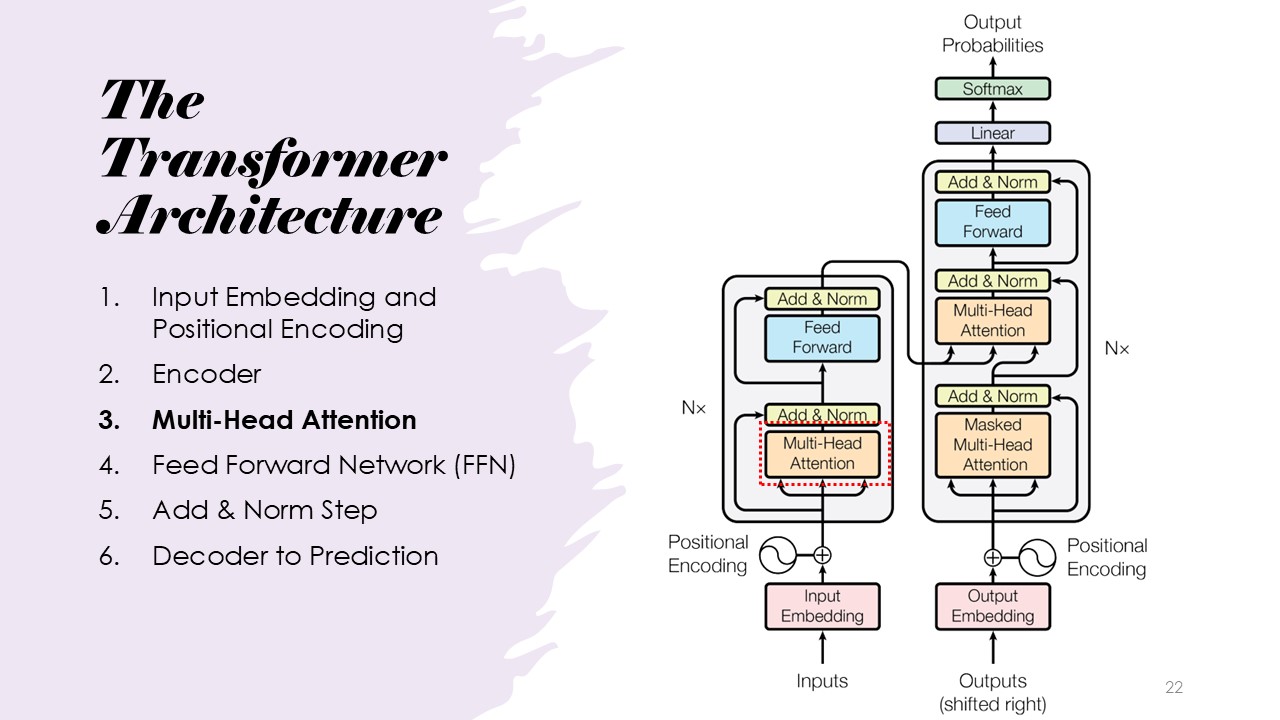 The
Transformer
Architecture
1. Input Embedding and
Positional Encoding
2. Encoder
3. Multi-Head Attention
4. Feed Forward Network (FFN)
5. Add & Norm Step
6. Decoder to Prediction
Output
Probabilities
Softmax
Linear
Add & Norm
Feed
Forward
Add & Norm
Multi-Head
Attention
N×
Add & Norm
Masked
Multi-Head
Attention
Add & Norm
Feed
Forward
N×
Add & Norm
Multi-Head
Attention
Positional
Encoding
Positional
Encoding
Input
Embedding
Output
Embedding
Inputs
Outputs
(shifted right)
22